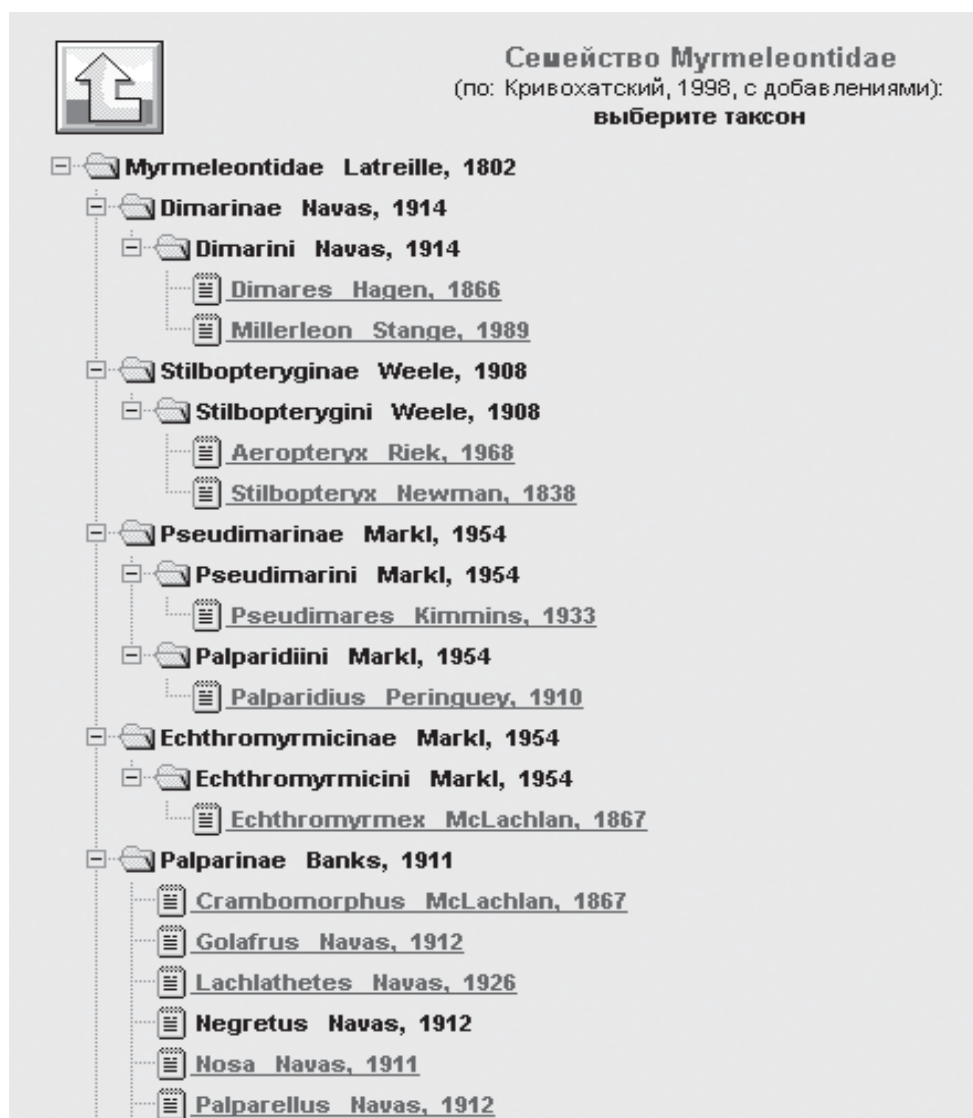 Семейство Myrmeleontidae
(по: Кривохатский, 1998, с добавлениями):
выберите таксон
Myrmeleontidae Latreille, 1802
Dimarinae Navas, 1914
Dimarini Navas, 1914
Dimares Hagen, 1866
Millerleon Stange, 1989
Stilbopteryginae Weele, 1908
Stilbopterygini Weele, 1908
Aeropteryx Riek, 1968
Stilbopteryx Newman, 1838
Pseudimarinae Markl, 1954
Pseudimarini Markl, 1954
Pseudimares Kimmins, 1933
Palparidiini Markl, 1954
Palparidius Peringuey, 1910
Echthromyrmicinae Markl, 1954
Echthromyrmicini Markl, 1954
Echthromyrmex McLachlan, 1867
Palparinae Banks, 1911
Crambomorphus McLachlan, 1867
Golafrus Navas, 1912
Lachlathetes Navas, 1926
Negretus Navas, 1912
Nosa Navas, 1911
Palparellus Navas, 1912